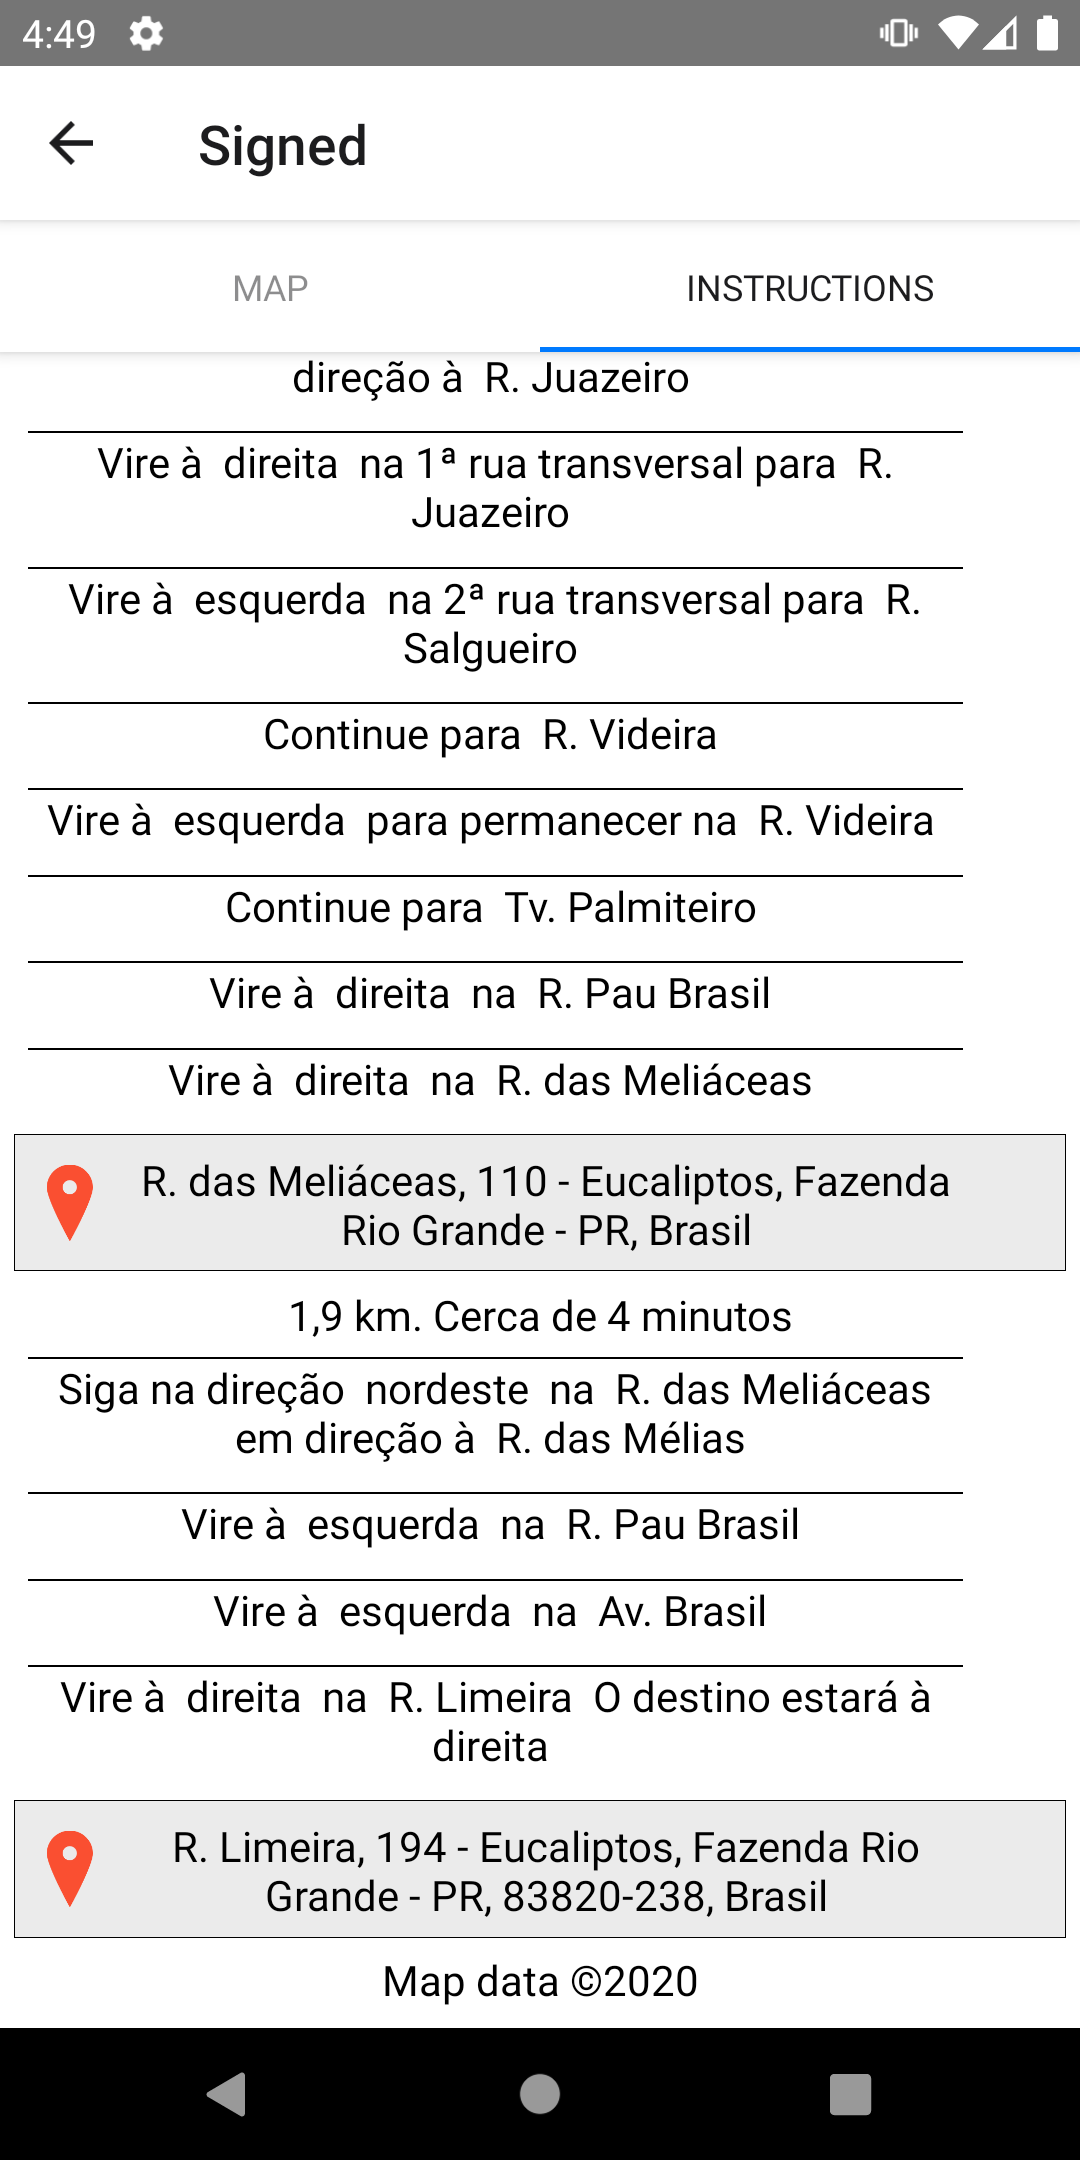 4:49
Signed
MAP
INSTRUCTIONS
direção à R. Juazeiro
Vire à direita na 1ª rua transversal para R.
Juazeiro
Vire à esquerda na 2ª rua transversal para R.
Salgueiro
Continue para R. Videira
Vire à esquerda para permanecer na R. Videira
Continue para Tv. Palmiteiro
Vire à direita na R. Pau Brasil
Vire à direita na R. das Meliáceas
R. das Meliáceas, 110 - Eucaliptos, Fazenda
Rio Grande - PR, Brasil
1,9 km. Cerca de 4 minutos
Siga na direção nordeste na R. das Meliáceas
em direção à R. das Mélias
Vire à esquerda na R. Pau Brasil
Vire à esquerda na Av. Brasil
Vire à direita na R. Limeira O destino estará à
direita
R. Limeira, 194 - Eucaliptos, Fazenda Rio
Grande - PR, 83820-238, Brasil
Map data ©2020